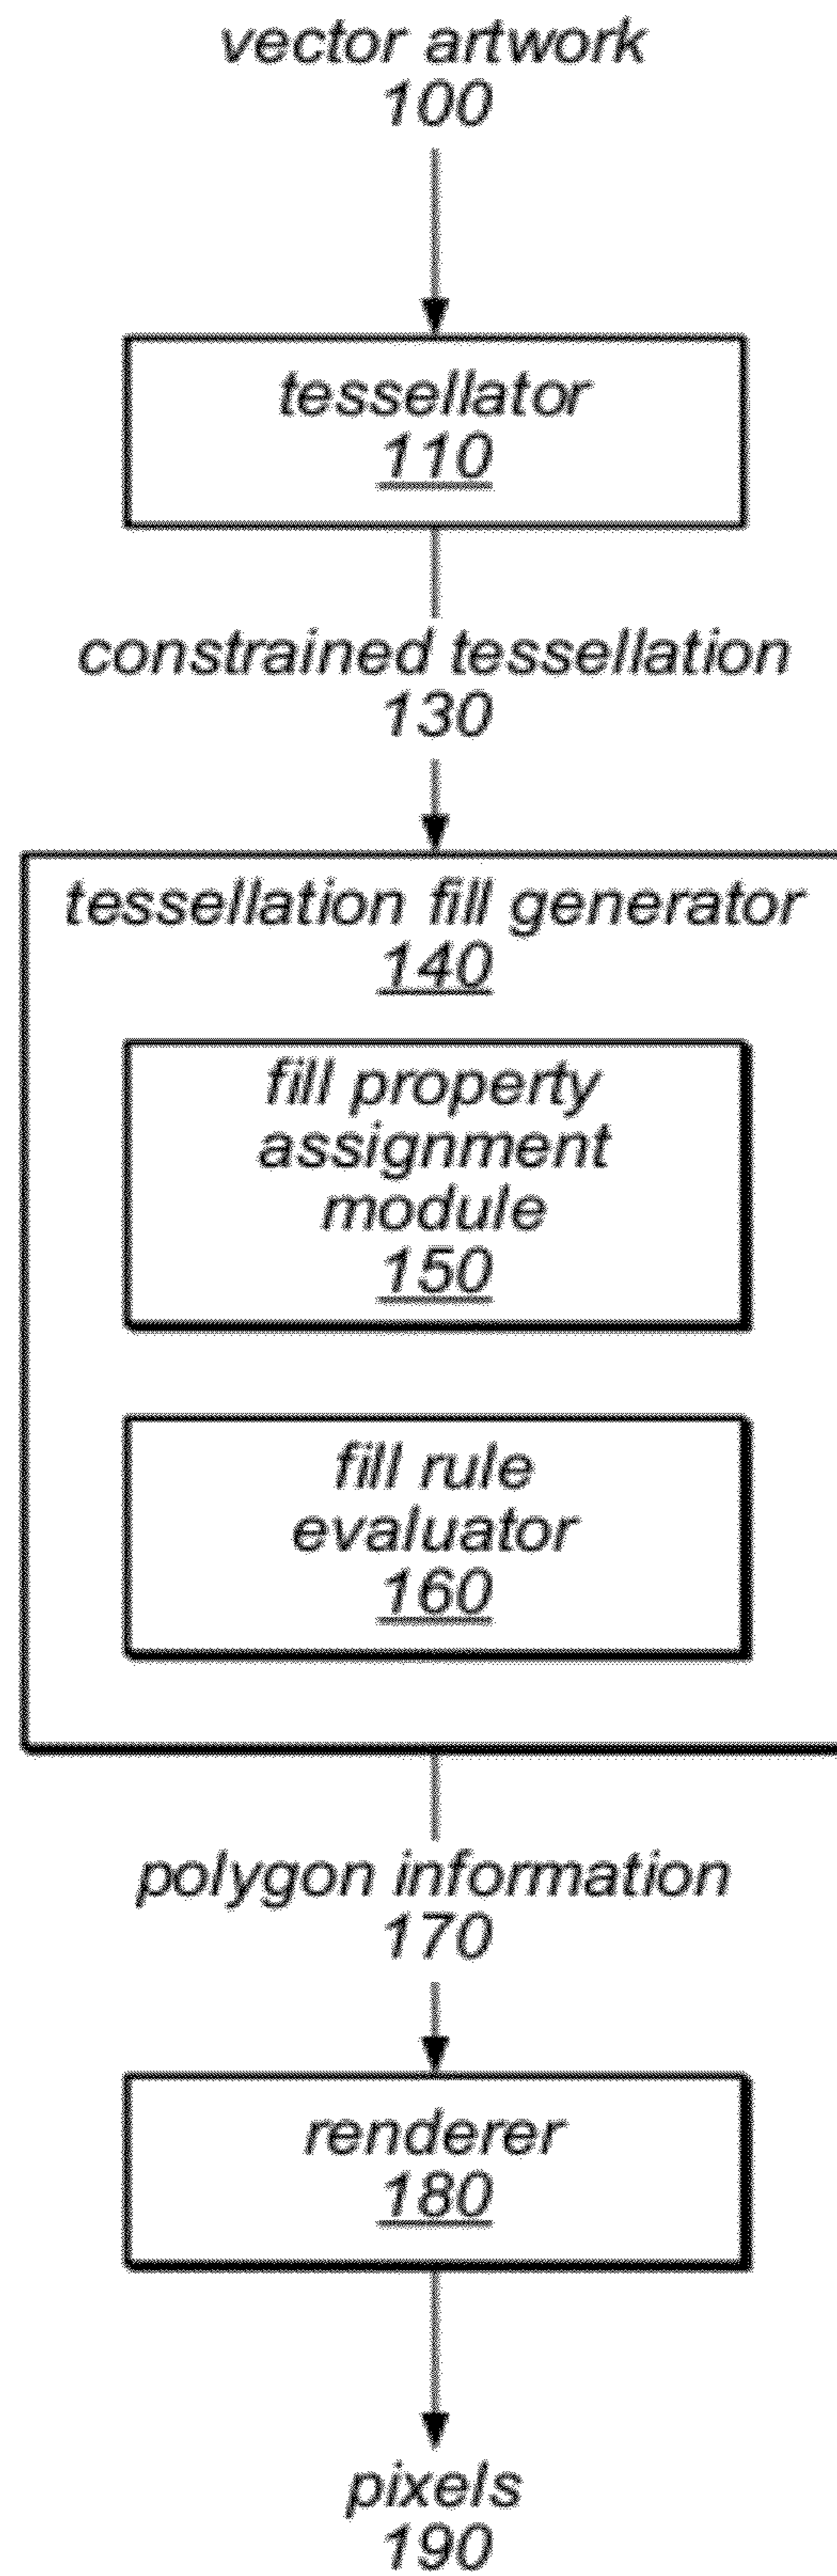 vector artwork
100
tessellator
110
constrained tessellation
130
tessellation fill generator
140
fill property
assignment
module
150
fill rule
evaluator
160
polygon information
170
renderer
180
pixels
190